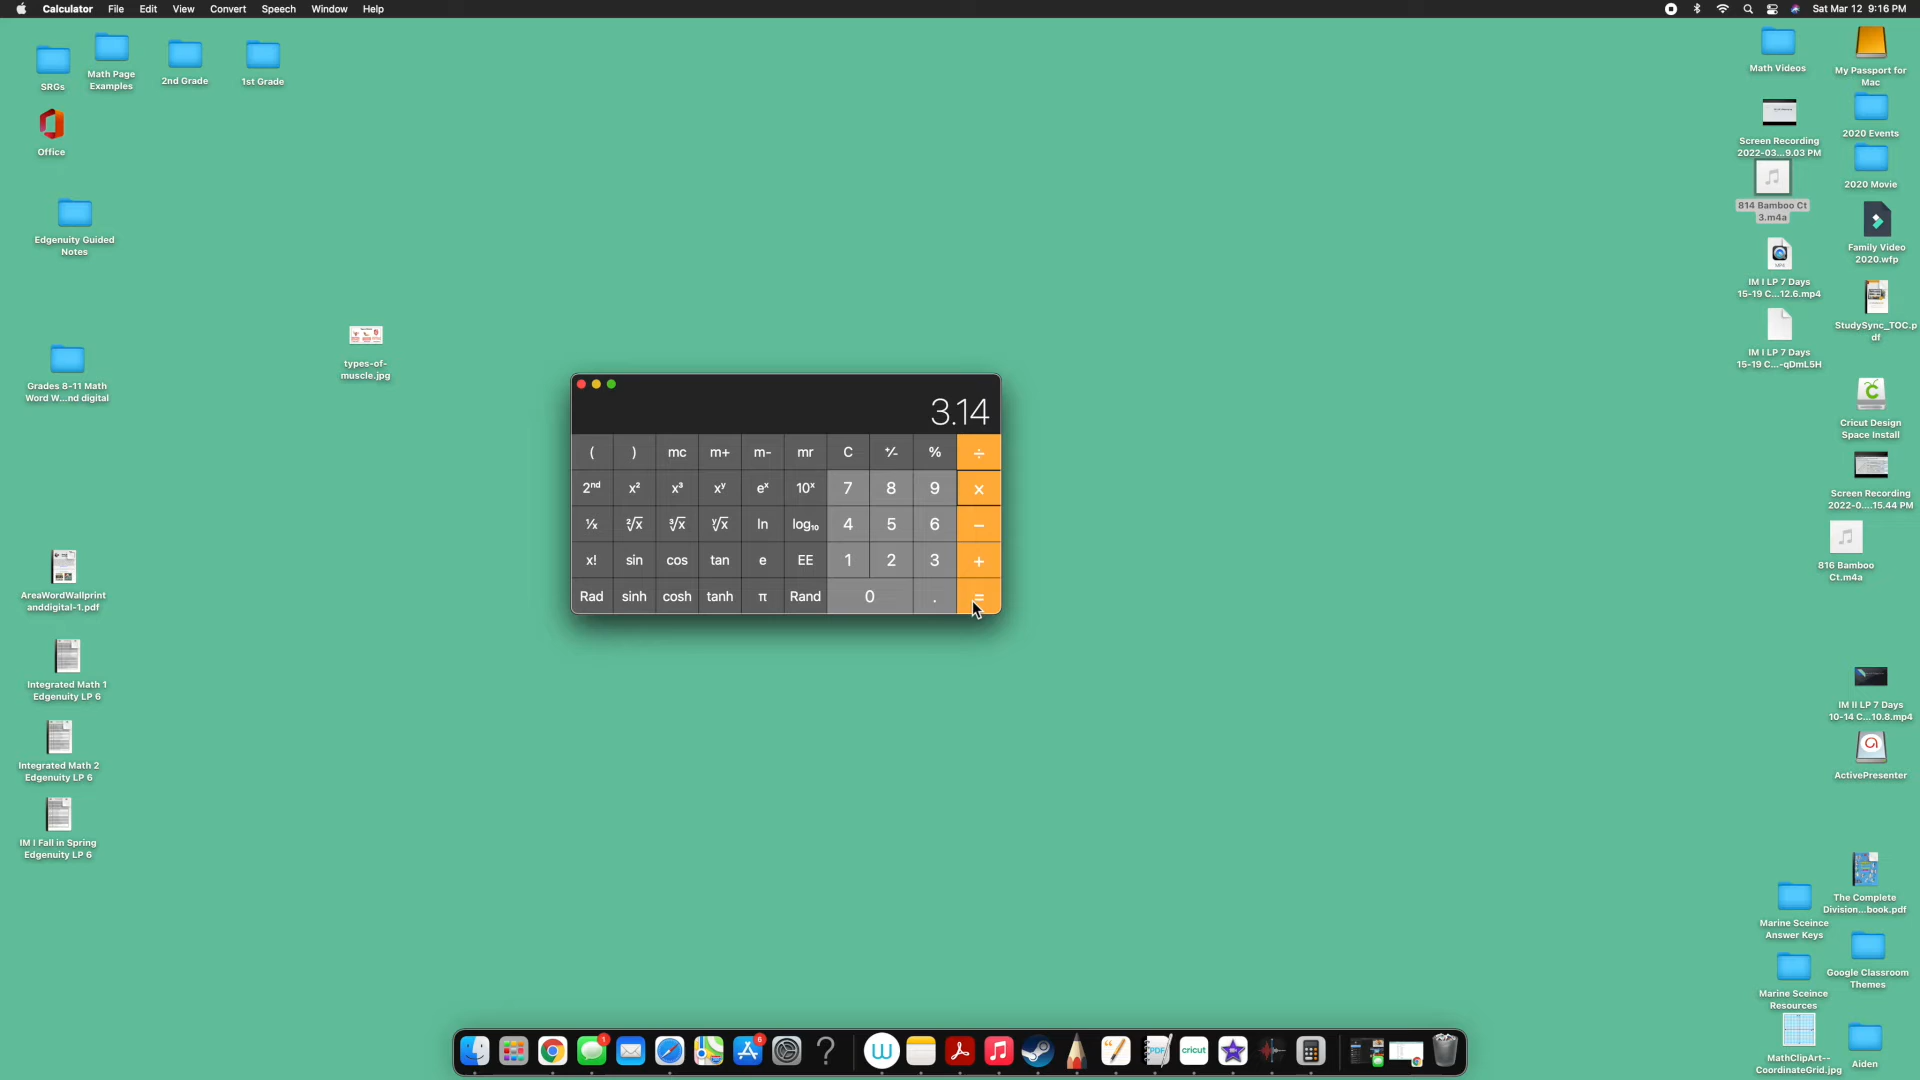 Calculator File Edit View Convert Speech Window Help
Sat Mar 12 9:16 PM
SRGs
Math Page
Examples
2nd Grade
1st Grade
Office
Edgenuity Guided
Notes
Grades 8-11 Math
Word W...nd digital
types-of-
muscle.jpg
AreaWordWallprint
anddigital-1.pdf
Integrated Math 1
Edgenuity LP 6
Integrated Math 2
Edgenuity LP 6
IM I Fall in Spring
Edgenuity LP 6
3.14
( ) mc m+ m- mr C ⁺∕₋ % ÷
2ⁿᵈ x² x³ xʸ eˣ 10ˣ 7 8 9 ×
¹∕ₓ ²√x ³√x ʸ√x ln log₁₀ 4 5 6 −
x! sin cos tan e EE 1 2 3 +
Rad sinh cosh tanh π Rand 0 . =
Math Videos
My Passport for
Mac
Screen Recording
2022-03...9.03 PM
2020 Events
2020 Movie
814 Bamboo Ct
3.m4a
Family Video
2020.wfp
MP4
IM I LP 7 Days
15-19 C...12.6.mp4
StudySync_TOC.p
df
IM I LP 7 Days
15-19 C...-qDmL5H
Cricut Design
Space Install
Screen Recording
2022-0....15.44 PM
816 Bamboo
Ct.m4a
IM II LP 7 Days
10-14 C...10.8.mp4
ActivePresenter
The Complete
Division...book.pdf
Marine Sceince
Answer Keys
Google Classroom
Themes
Marine Sceince
Resources
MathClipArt--
CoordinateGrid.jpg
Aiden
1
6
?
PDF
cricut